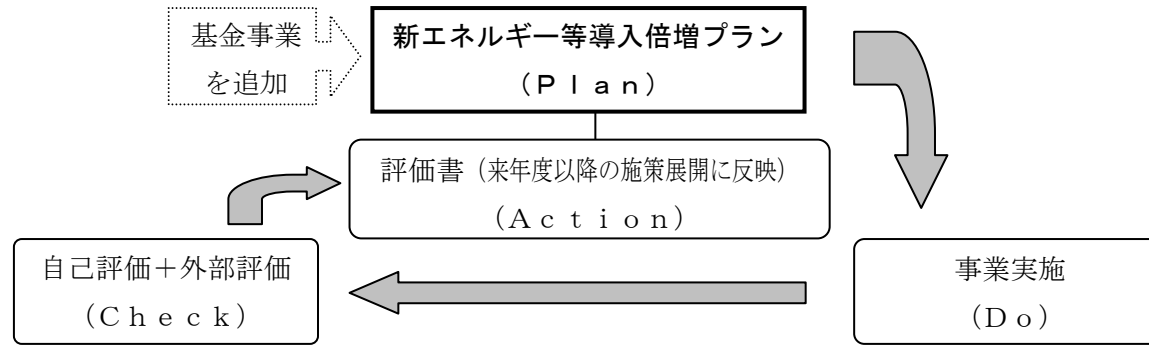 基金事業
を追加
新エネルギー等導入倍増プラン
（Ｐｌａｎ）
評価書（来年度以降の施策展開に反映）
（Ａｃｔｉｏｎ）
自己評価＋外部評価
（Ｃｈｅｃｋ）
事業実施
（Ｄｏ）